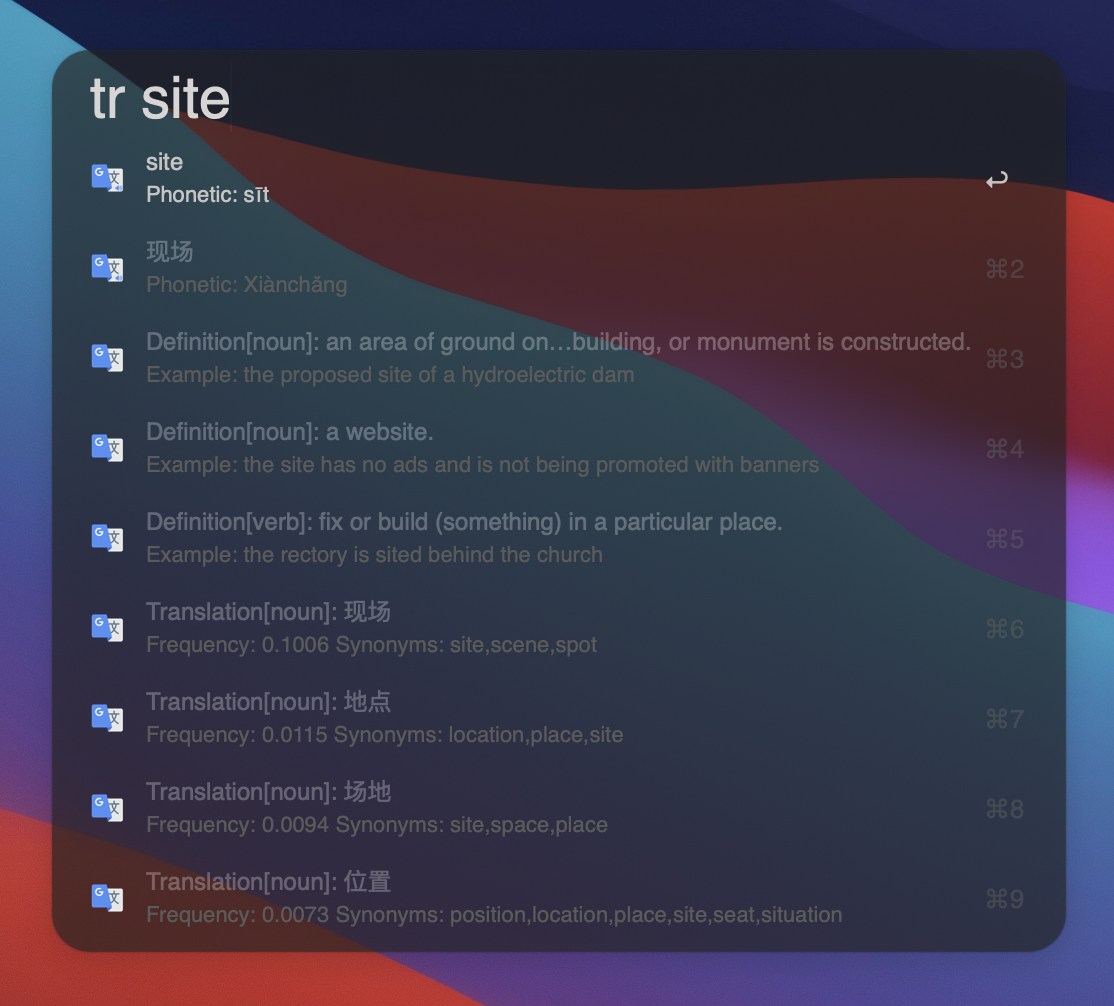 tr site
site
Phonetic: sīt
现场
Phonetic: Xiànchǎng
⌘2
Definition[noun]: an area of ground on…building, or monument is constructed.
Example: the proposed site of a hydroelectric dam
⌘3
Definition[noun]: a website.
Example: the site has no ads and is not being promoted with banners
⌘4
Definition[verb]: fix or build (something) in a particular place.
Example: the rectory is sited behind the church
⌘5
Translation[noun]: 现场
Frequency: 0.1006 Synonyms: site,scene,spot
⌘6
Translation[noun]: 地点
Frequency: 0.0115 Synonyms: location,place,site
⌘7
Translation[noun]: 场地
Frequency: 0.0094 Synonyms: site,space,place
⌘8
Translation[noun]: 位置
Frequency: 0.0073 Synonyms: position,location,place,site,seat,situation
⌘9